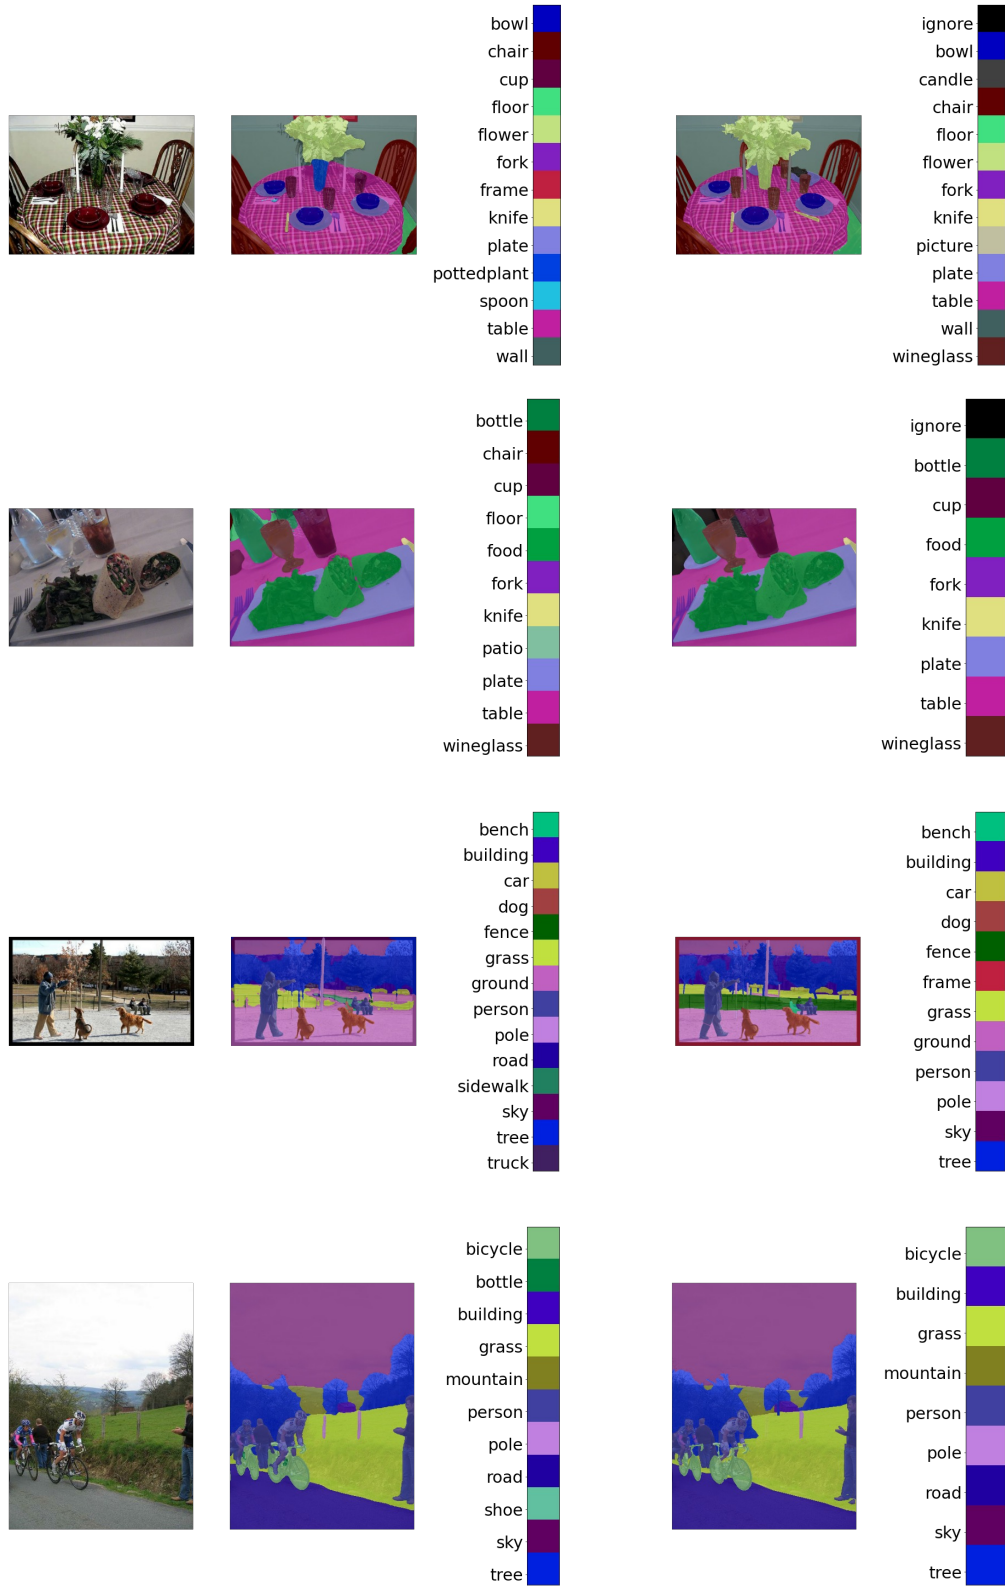 bowl
chair
cup
floor
flower
fork
frame
knife
plate
pottedplant
spoon
table
wall
ignore
bowl
candle
chair
floor
flower
fork
knife
picture
plate
table
wall
wineglass
bottle
chair
cup
floor
food
fork
knife
patio
plate
table
wineglass
ignore
bottle
cup
food
fork
knife
plate
table
wineglass
bench
building
car
dog
fence
grass
ground
person
pole
road
sidewalk
sky
tree
truck
bench
building
car
dog
fence
frame
grass
ground
person
pole
sky
tree
bicycle
bottle
building
grass
mountain
person
pole
road
shoe
sky
tree
bicycle
building
grass
mountain
person
pole
road
sky
tree